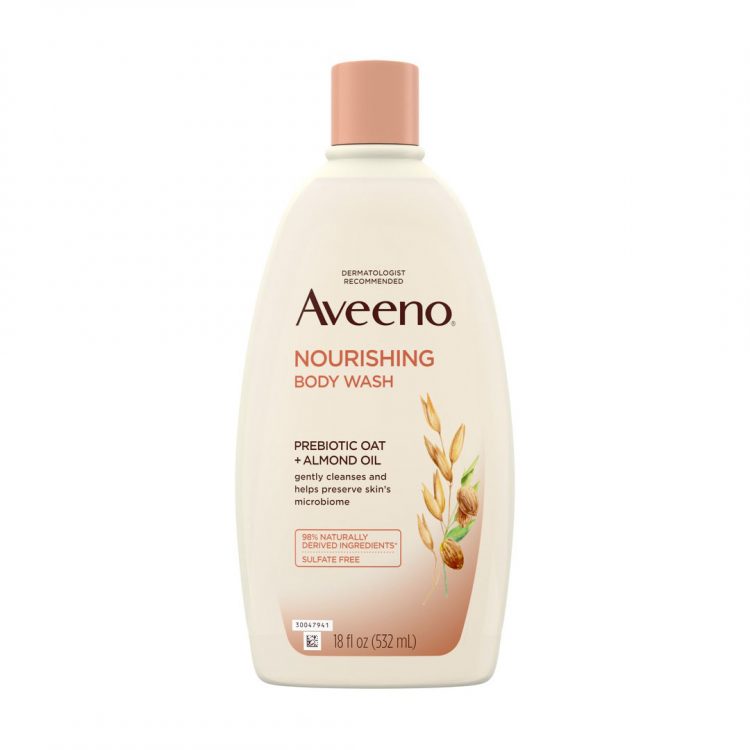 DERMATOLOGIST
RECOMMENDED
Aveeno®
NOURISHING
BODY WASH
PREBIOTIC OAT
+ ALMOND OIL
gently cleanses and
helps preserve skin's
microbiome
98% NATURALLY
DERIVED INGREDIENTS*
SULFATE FREE
30047941
18 fl oz (532 mL)